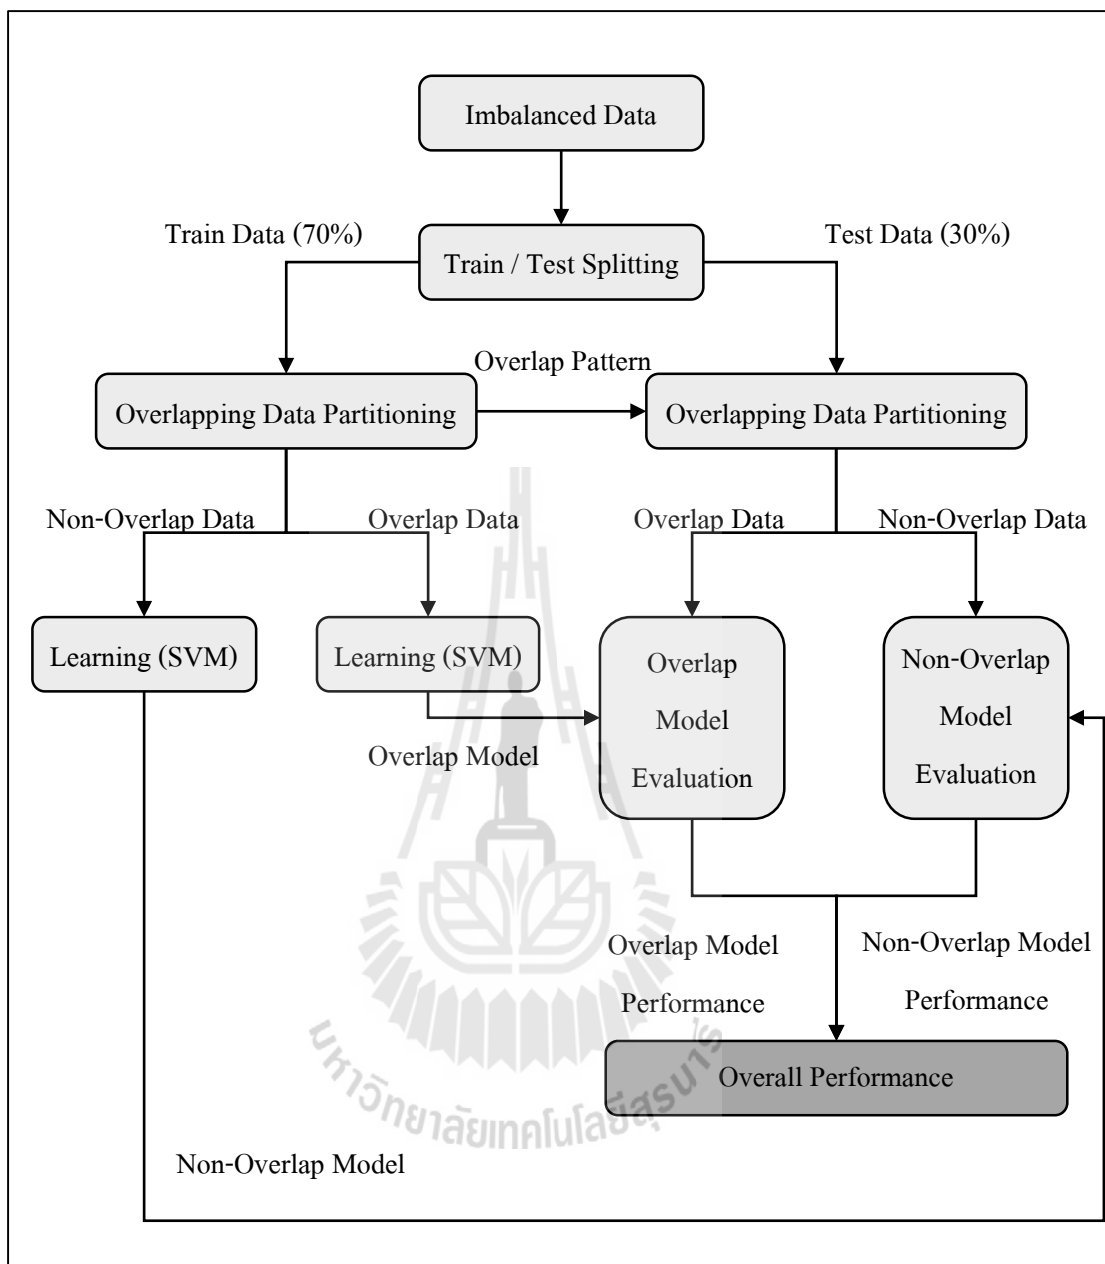 Imbalanced Data
Train Data (70%)
Test Data (30%)
Train / Test Splitting
Overlap Pattern
Overlapping Data Partitioning
Overlapping Data Partitioning
Non-Overlap Data
Overlap Data
Overlap Data
Non-Overlap Data
Learning (SVM)
Learning (SVM)
Overlap
Model
Evaluation
Non-Overlap
Model
Evaluation
Overlap Model
Overlap Model
Performance
Non-Overlap Model
Performance
Overall Performance
มหาวิทยาลัยเทคโนโลยีสุรนารี
Non-Overlap Model